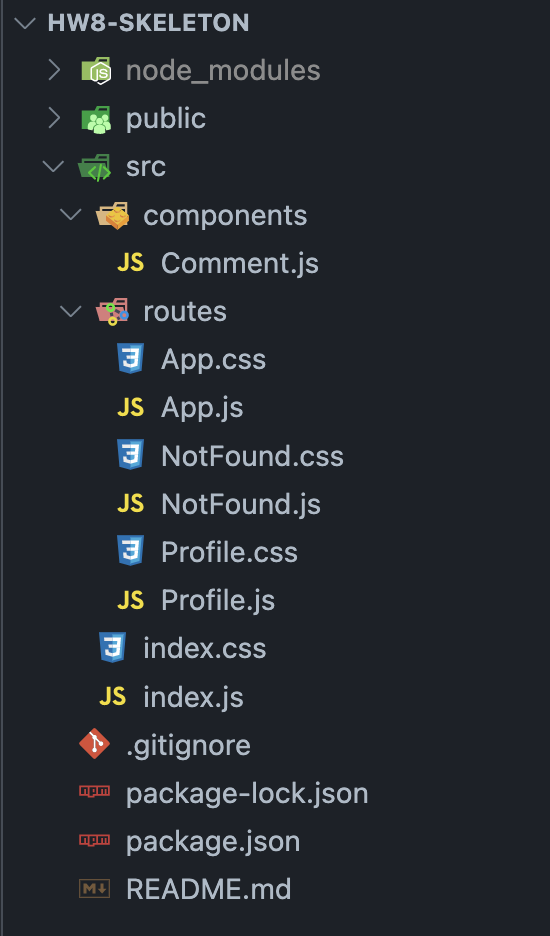 HW8-SKELETON
node_modules
public
src
components
JS Comment.js
routes
App.css
JS App.js
NotFound.css
JS NotFound.js
Profile.css
JS Profile.js
index.css
JS index.js
.gitignore
package-lock.json
package.json
README.md